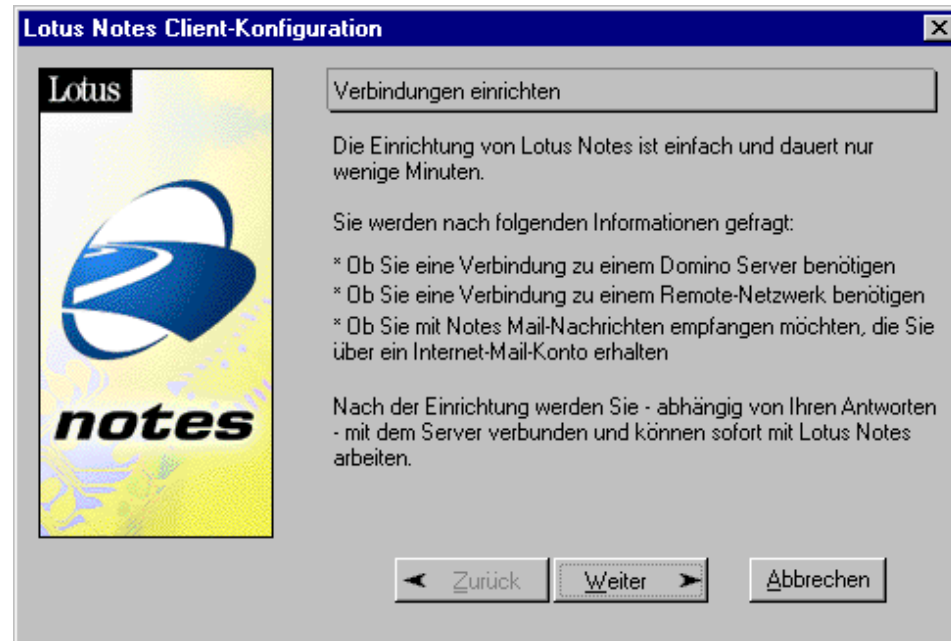 Lotus Notes Client-Konfiguration
Lotus
notes
Verbindungen einrichten
Die Einrichtung von Lotus Notes ist einfach und dauert nur
wenige Minuten.
Sie werden nach folgenden Informationen gefragt:
* Ob Sie eine Verbindung zu einem Domino Server benötigen
* Ob Sie eine Verbindung zu einem Remote-Netzwerk benötigen
* Ob Sie mit Notes Mail-Nachrichten empfangen möchten, die Sie
über ein Internet-Mail-Konto erhalten
Nach der Einrichtung werden Sie - abhängig von Ihren Antworten
- mit dem Server verbunden und können sofort mit Lotus Notes
arbeiten.
Zurück Weiter Abbrechen